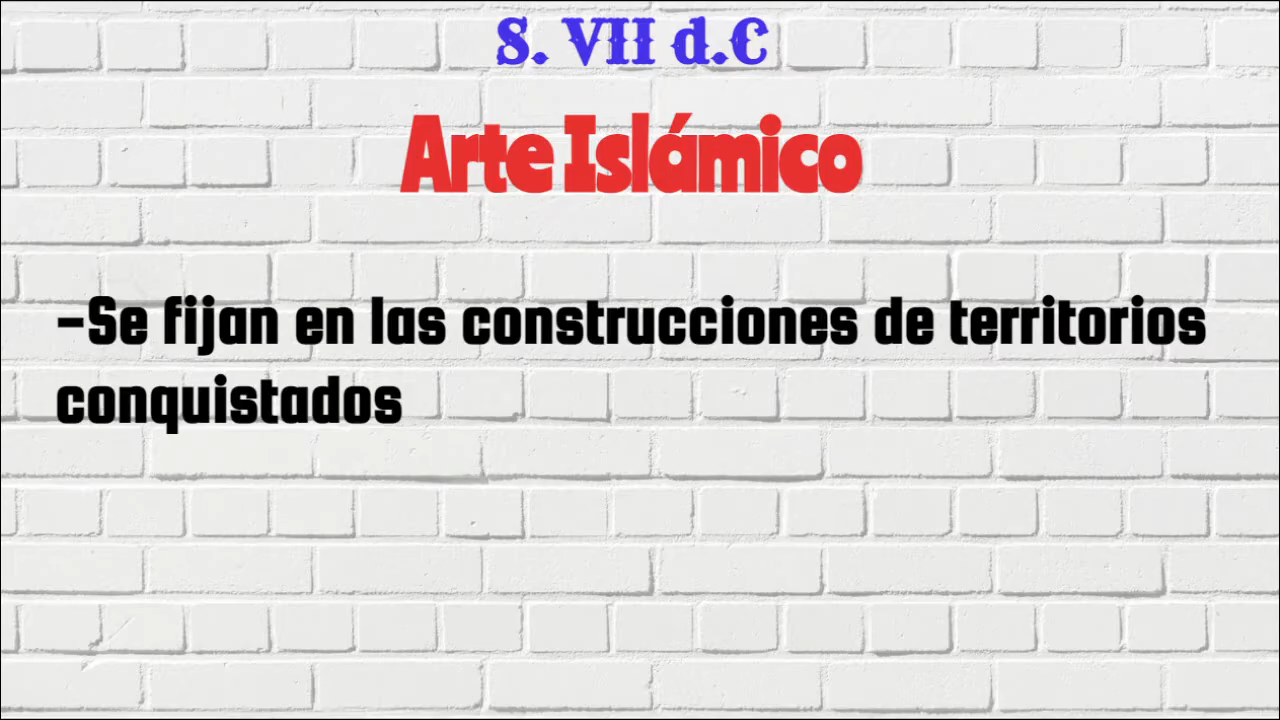 S. VII d.C
Arte Islámico
-Se fijan en las construcciones de territorios
conquistados